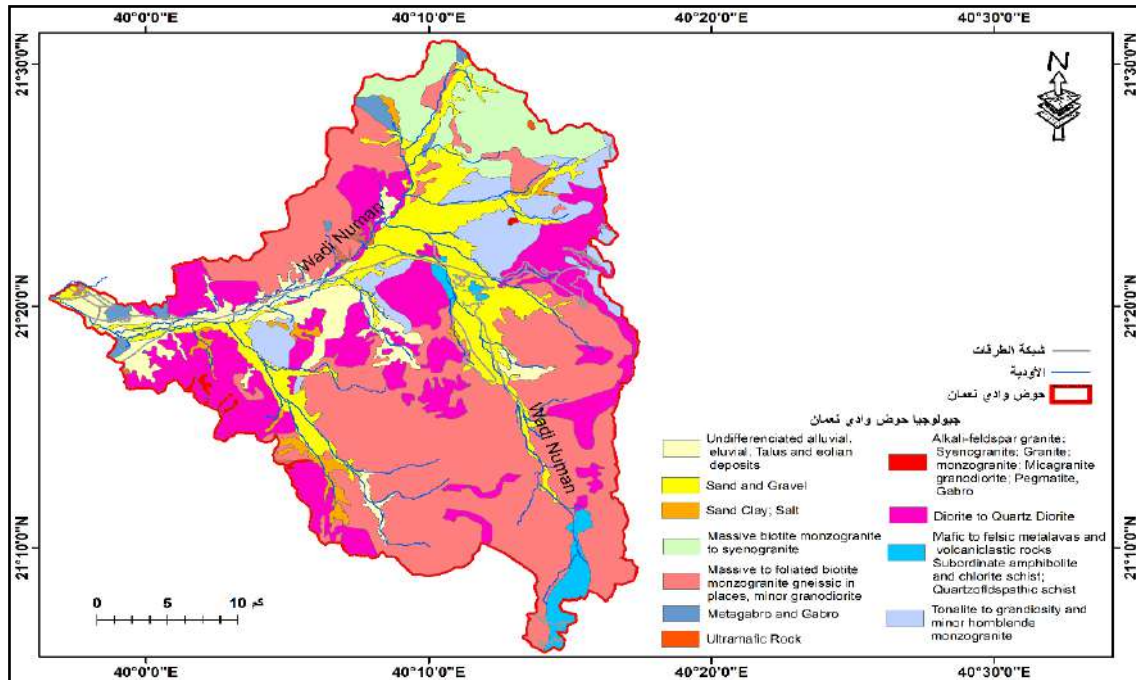 40°0'0"E 40°10'0"E 40°20'0"E 40°30'0"E
21°30'0"N 21°30'0"N
N
Wadi Numan
21°20'0"N 21°20'0"N
شبكة الطرقات
الأودية
حوض وادي نعمان
Wadi Numan
جيولوجيا حوض وادي نعمان
Undifferenciated alluvial,
eluvial, Talus and eolian
deposits
Sand and Gravel
Sand Clay; Salt
Massive biotite monzogranite
to syenogranite
Massive to foliated biotite
monzogranite gneissic in
places, minor granodiorite
Metagabro and Gabro
Ultramafic Rock
Alkali-feldspar granite;
Syenogranite; Granite;
monzogranite; Micagranite
granodiorite; Pegmatite,
Gabro
Diorite to Quartz Diorite
Mafic to felsic metalavas and
volcaniclastic rocks
Subordinate amphibolite
and chlorite schist;
Quartzofldspathic schist
Tonalite to grandiosity and
minor hornblende
monzogranite
21°10'0"N 21°10'0"N
0 5 10 كم
40°0'0"E 40°10'0"E 40°20'0"E 40°30'0"E